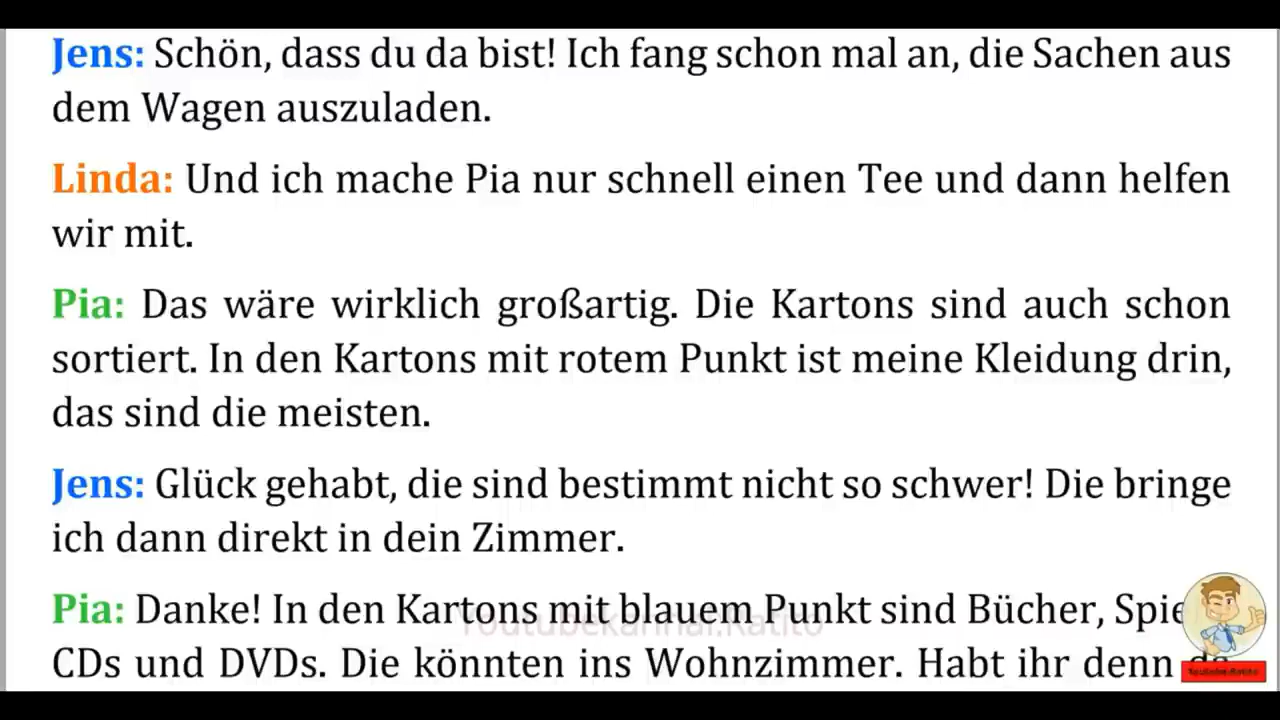 Jens: Schön, dass du da bist! Ich fang schon mal an, die Sachen aus
dem Wagen auszuladen.
Linda: Und ich mache Pia nur schnell einen Tee und dann helfen
wir mit.
Pia: Das wäre wirklich großartig. Die Kartons sind auch schon
sortiert. In den Kartons mit rotem Punkt ist meine Kleidung drin,
das sind die meisten.
Jens: Glück gehabt, die sind bestimmt nicht so schwer! Die bringe
ich dann direkt in dein Zimmer.
Pia: Danke! In den Kartons mit blauem Punkt sind Bücher,
Youtubekannal:Ratito
CDs und DVDs. Die könnten ins Wohnzimmer. Habt ihr denn
Youtube:Ratito